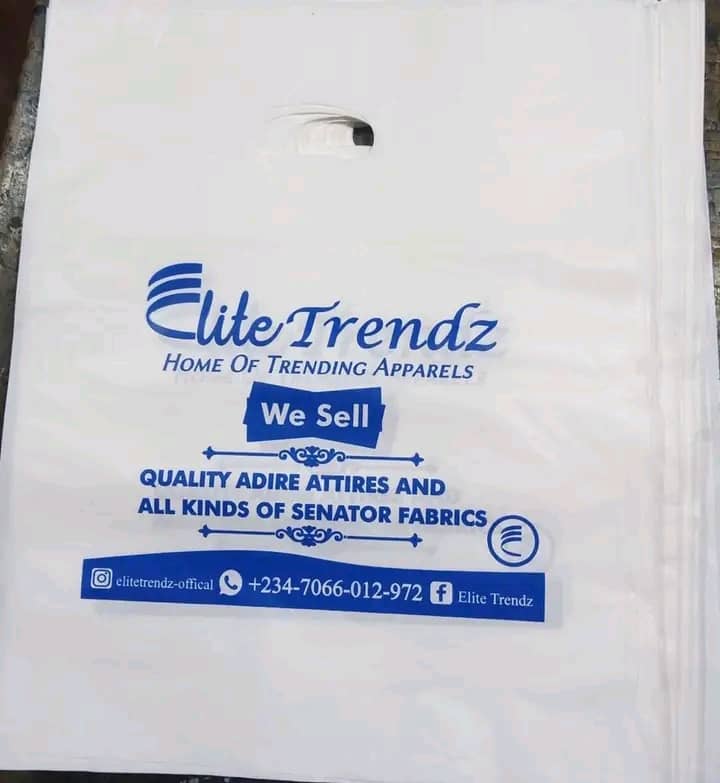 Elite Trendz
Home Of Trending Apparels
We Sell
QUALITY ADIRE ATTIRES AND
ALL KINDS OF SENATOR FABRICS
elitetrendz-offical +234-7066-012-972 Elite Trendz